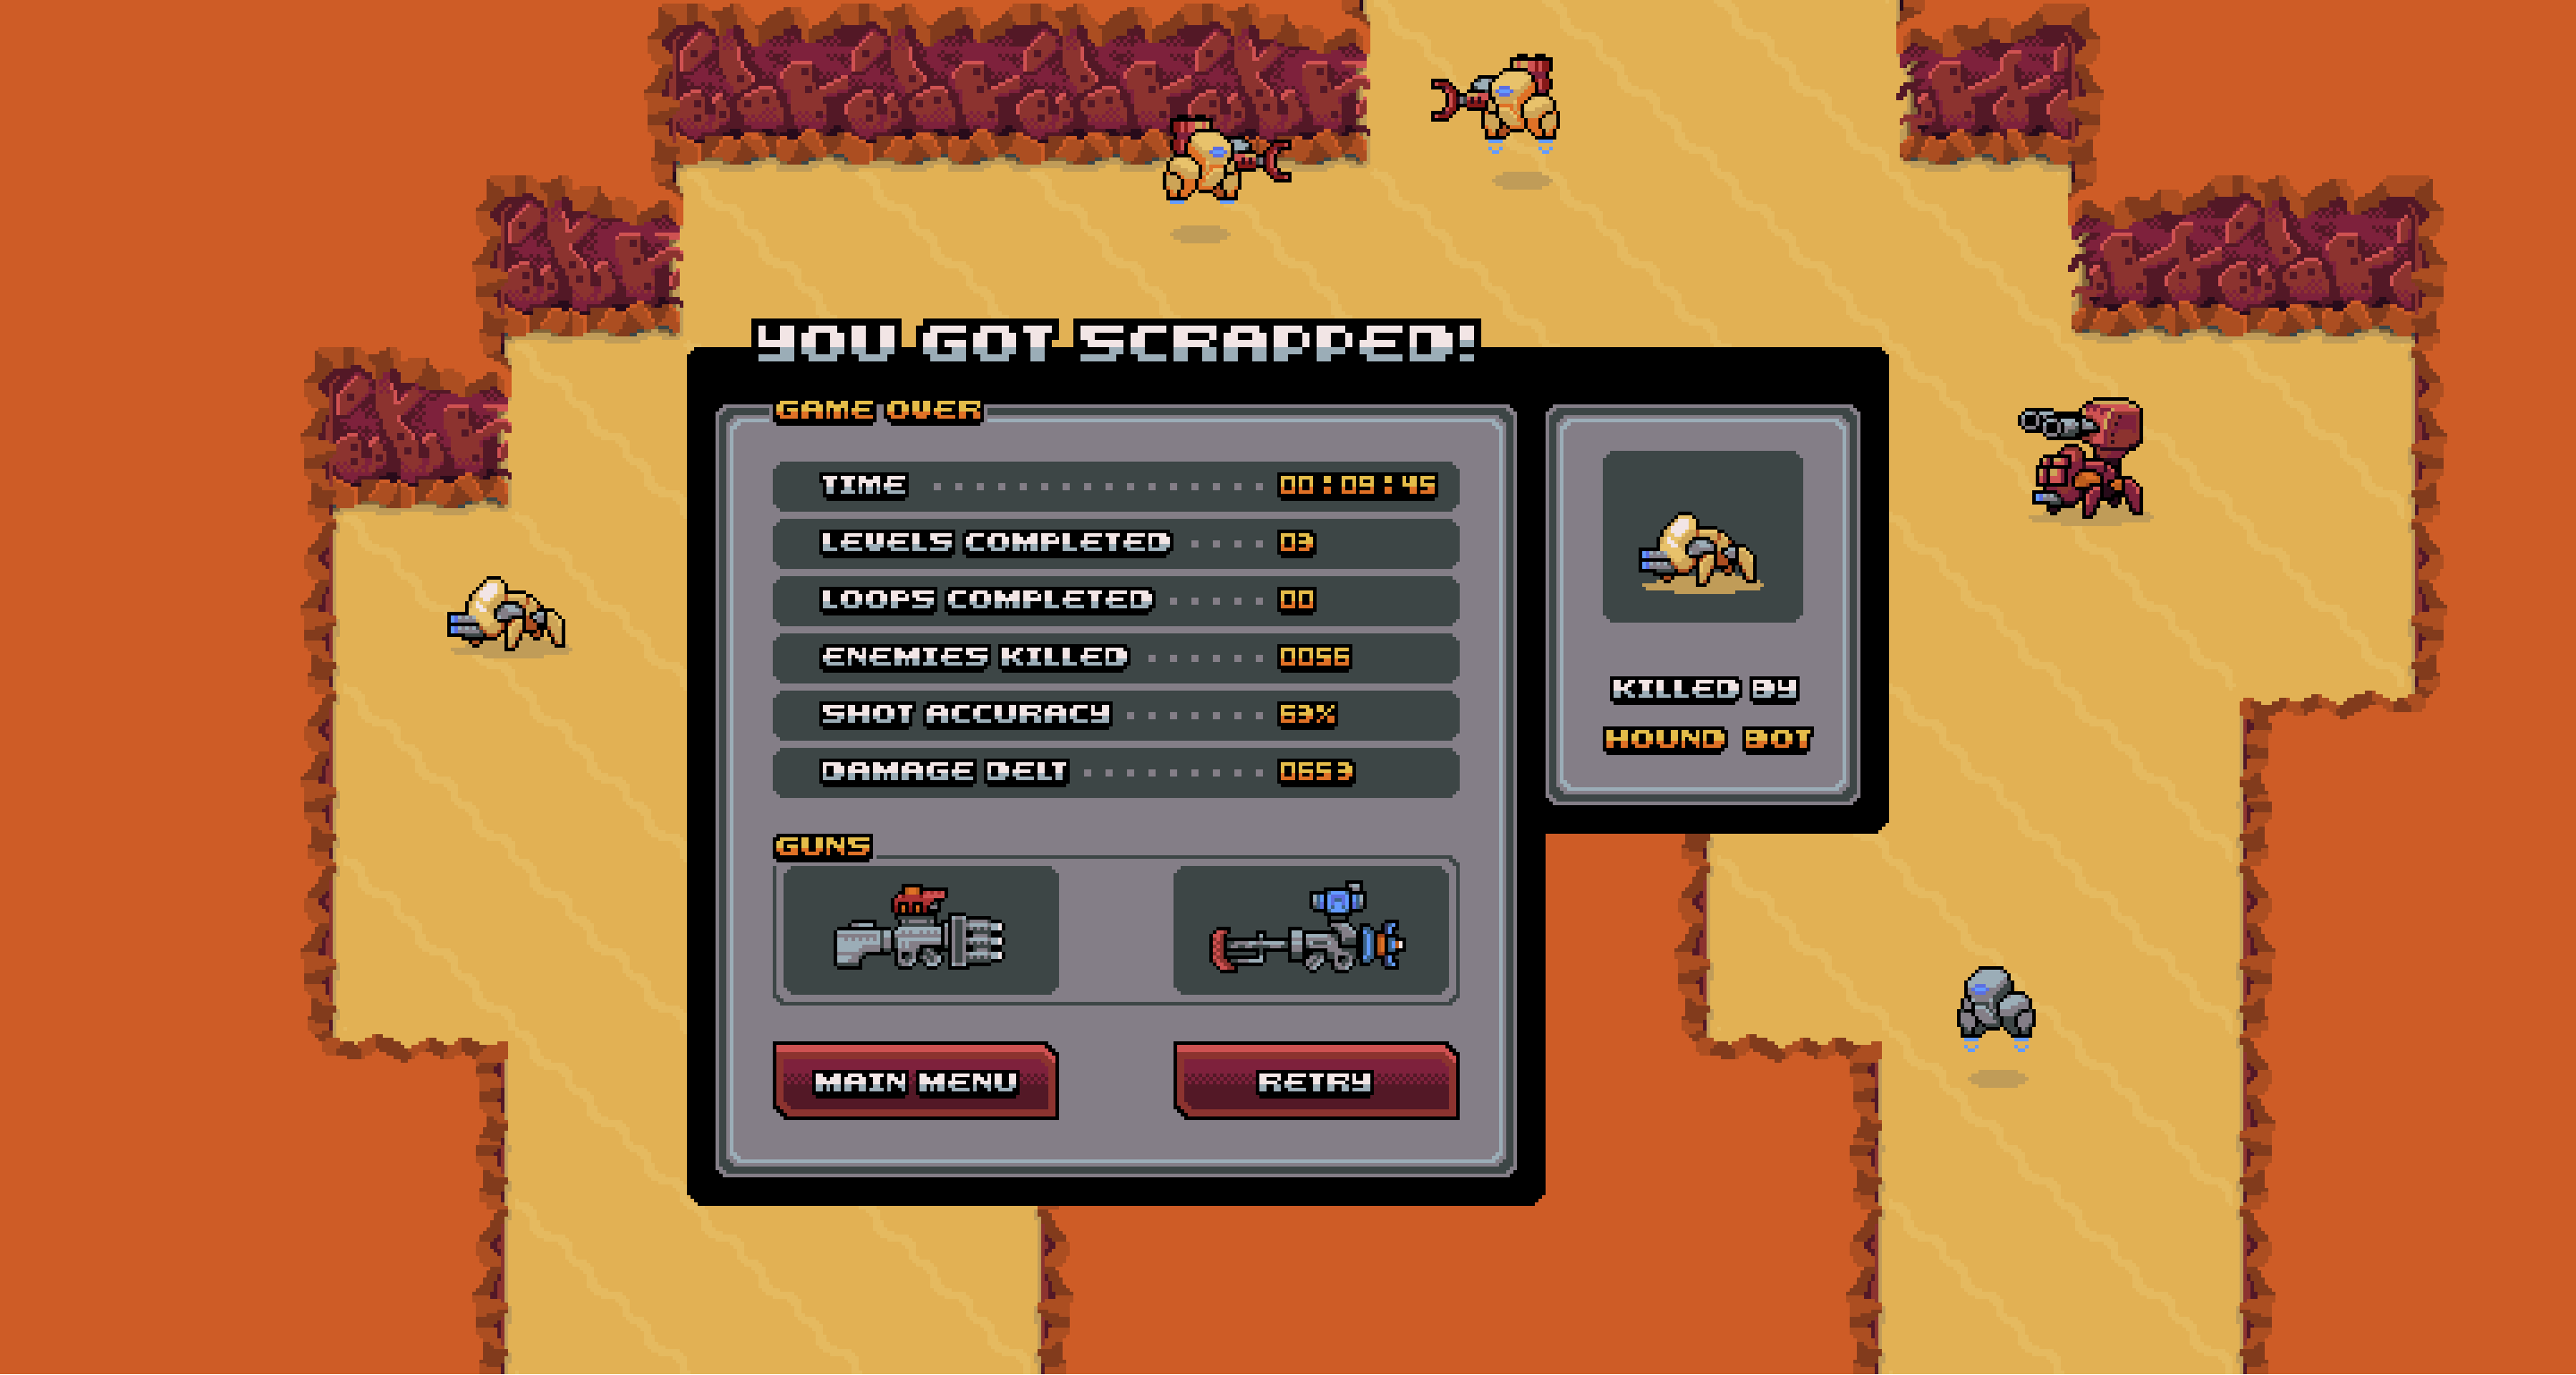 YOU GOT SCRAPPED!
GAME OVER
TIME 00:09:45
LEVELS COMPLETED 03
LOOPS COMPLETED 00
ENEMIES KILLED 0056
SHOT ACCURACY 63%
DAMAGE DELT 0653
KILLED BY
HOUND BOT
GUNS
MAIN MENU
RETRY